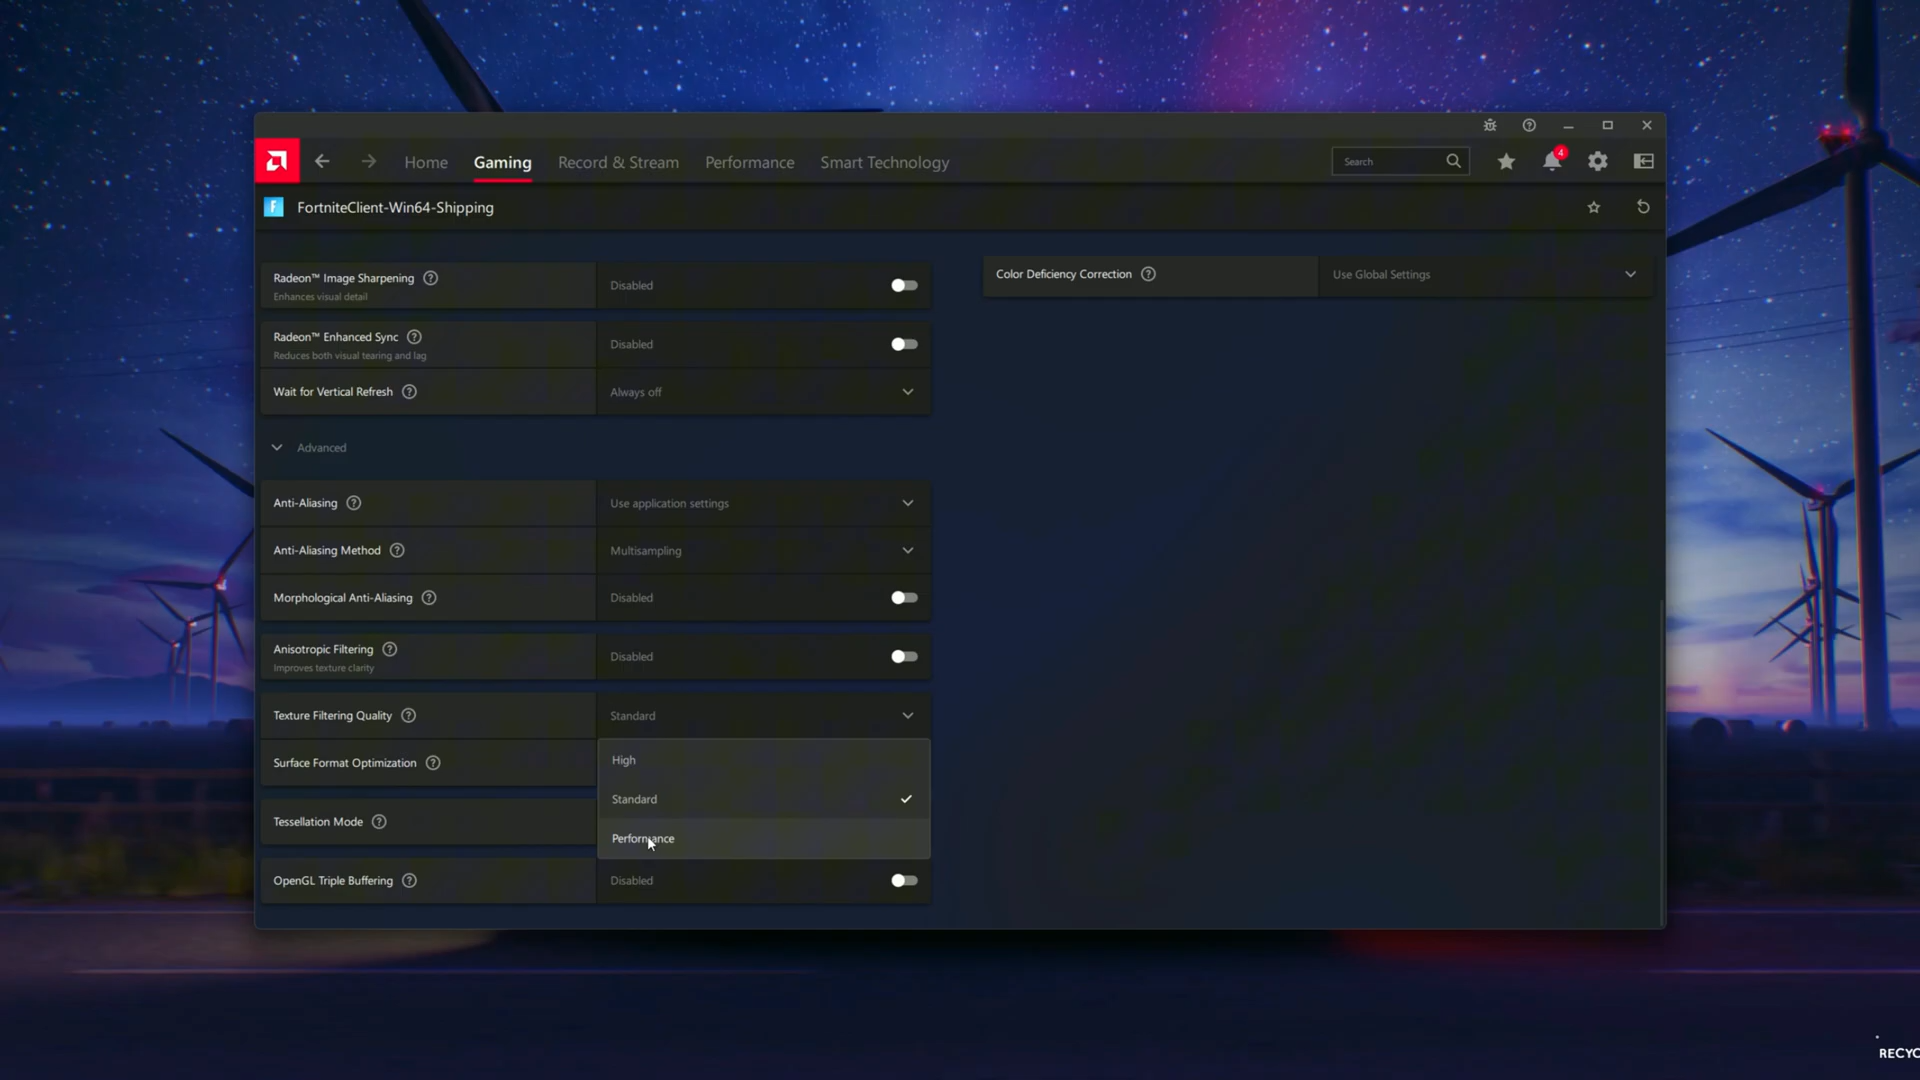 Home
Gaming
Record & Stream
Performance
Smart Technology
Search
4
FortniteClient-Win64-Shipping
Radeon™ Image Sharpening
Enhances visual detail
Disabled
Color Deficiency Correction
Use Global Settings
Radeon™ Enhanced Sync
Reduces both visual tearing and lag
Disabled
Wait for Vertical Refresh
Always off
Advanced
Anti-Aliasing
Use application settings
Anti-Aliasing Method
Multisampling
Morphological Anti-Aliasing
Disabled
Anisotropic Filtering
Improves texture clarity
Disabled
Texture Filtering Quality
Standard
High
Surface Format Optimization
Standard
Tessellation Mode
Performance
OpenGL Triple Buffering
Disabled
RECYC